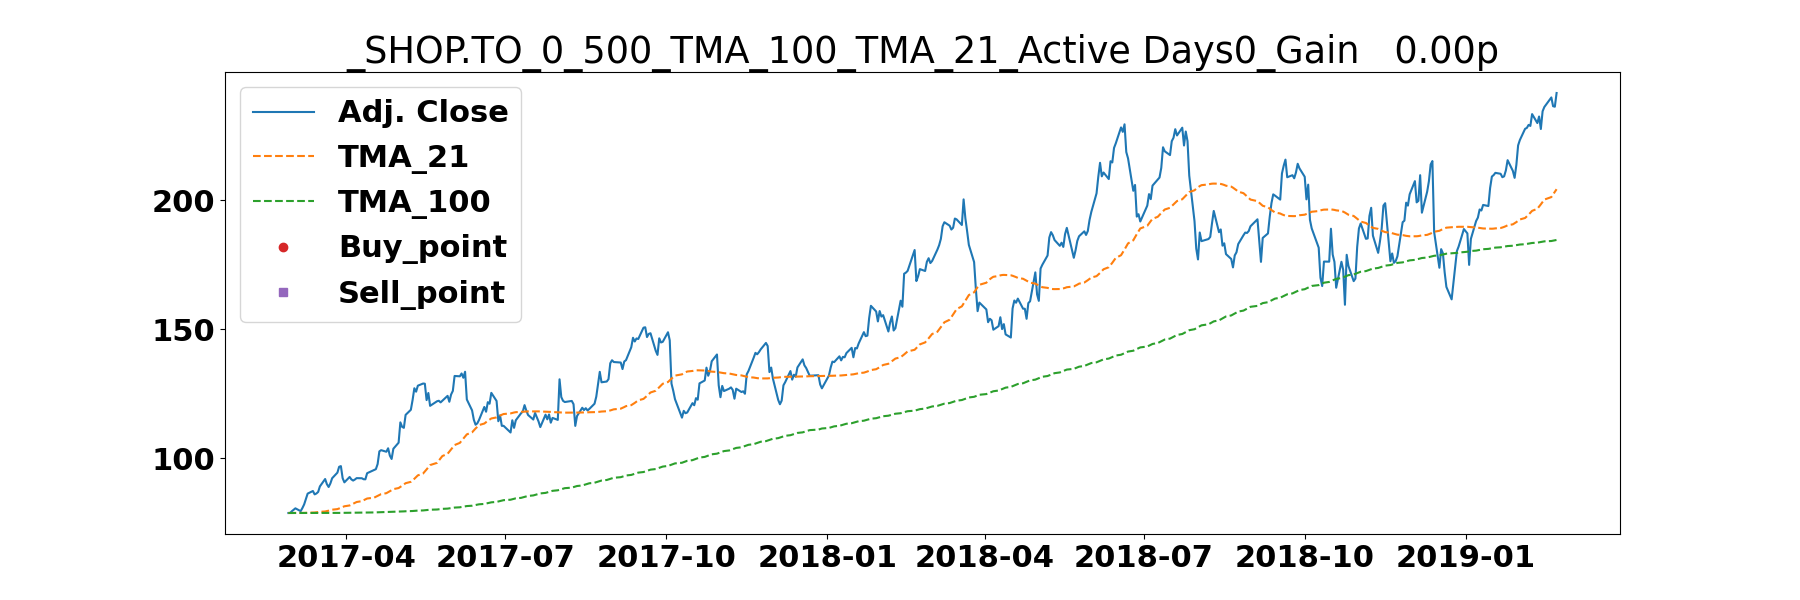 _SHOP.TO_0_500_TMA_100_TMA_21_Active Days0_Gain   0.00p
Adj. Close
TMA_21
TMA_100
Buy_point
Sell_point
200
150
100
2017-04 2017-07 2017-10 2018-01 2018-04 2018-07 2018-10 2019-01